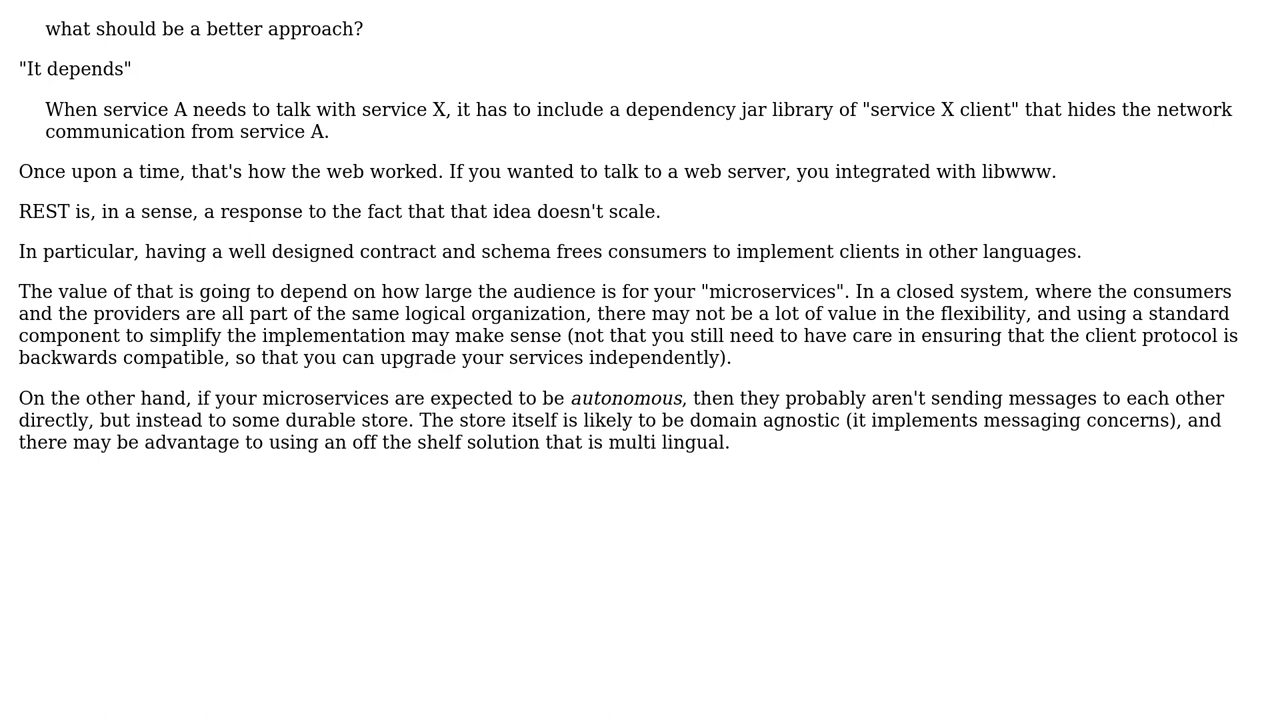 what should be a better approach?
"It depends"
When service A needs to talk with service X, it has to include a dependency jar library of "service X client" that hides the network
communication from service A.
Once upon a time, that's how the web worked. If you wanted to talk to a web server, you integrated with libwww.
REST is, in a sense, a response to the fact that that idea doesn't scale.
In particular, having a well designed contract and schema frees consumers to implement clients in other languages.
The value of that is going to depend on how large the audience is for your "microservices". In a closed system, where the consumers
and the providers are all part of the same logical organization, there may not be a lot of value in the flexibility, and using a standard
component to simplify the implementation may make sense (not that you still need to have care in ensuring that the client protocol is
backwards compatible, so that you can upgrade your services independently).
On the other hand, if your microservices are expected to be autonomous, then they probably aren't sending messages to each other
directly, but instead to some durable store. The store itself is likely to be domain agnostic (it implements messaging concerns), and
there may be advantage to using an off the shelf solution that is multi lingual.